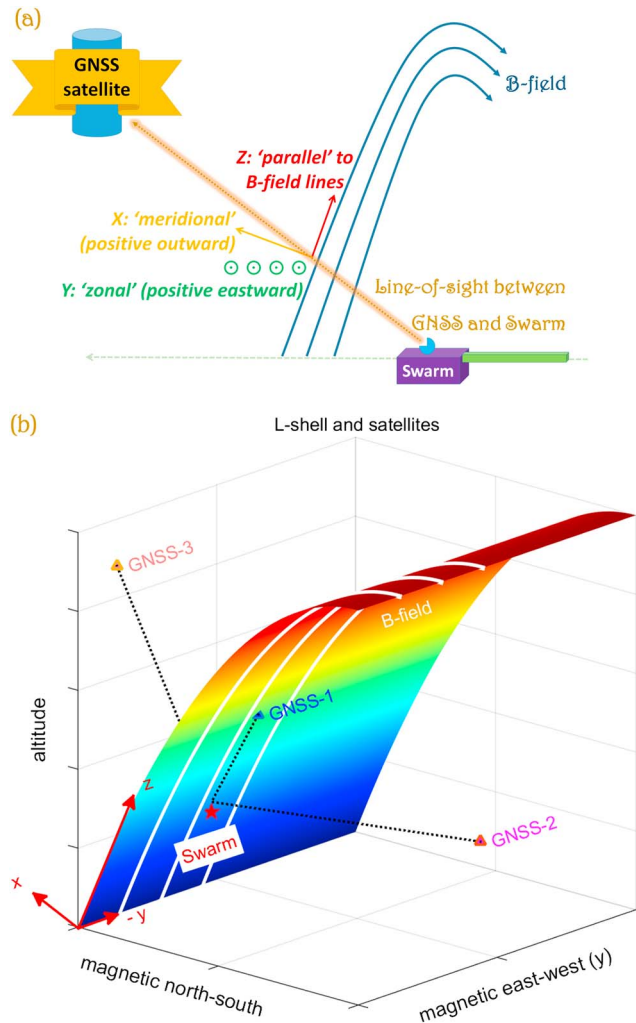 (a)
GNSS
satellite
B-field
Z: ‘parallel’ to
B-field lines
X: ‘meridional’
(positive outward)
Y: ‘zonal’ (positive eastward)
Line-of-sight between
GNSS and Swarm
Swarm
(b)
L-shell and satellites
GNSS-3
B-field
GNSS-1
altitude
z
GNSS-2
Swarm
x
- y
magnetic north-south
magnetic east-west (y)